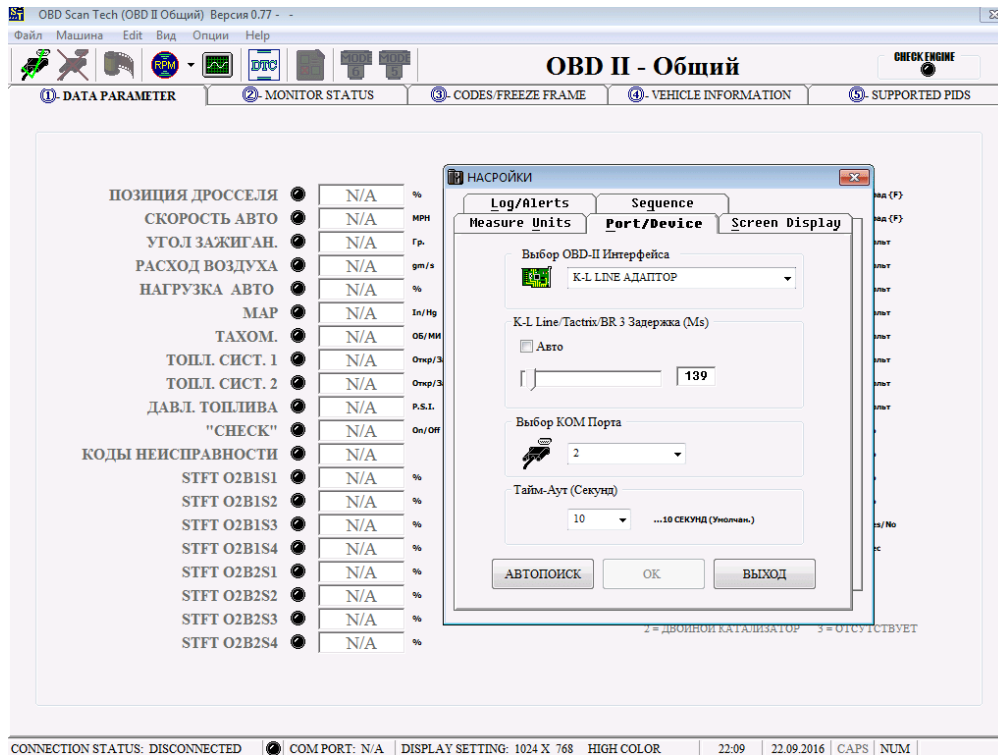 OBD Scan Tech (OBD II Общий) Версия 0.77 - -
Файл Машина Edit Вид Опции Help
RPM DTC MODE 6 MODE 5 OBD II - Общий CHECK ENGINE
1 - DATA PARAMETER 2 - MONITOR STATUS 3 - CODES/FREEZE FRAME 4 - VEHICLE INFORMATION 5 - SUPPORTED PIDS
ПОЗИЦИЯ ДРОССЕЛЯ N/A %
СКОРОСТЬ АВТО N/A MPH
УГОЛ ЗАЖИГАН. N/A Гр.
РАСХОД ВОЗДУХА N/A gm/s
НАГРУЗКА АВТО N/A %
MAP N/A In/Hg
ТАХОМ. N/A ОБ/МИ
ТОПЛ. СИСТ. 1 N/A
ТОПЛ. СИСТ. 2 N/A
ДАВЛ. ТОПЛИВА N/A P.S.I.
"CHECK" N/A On/Off
КОДЫ НЕИСПРАВНОСТИ N/A
STFT O2B1S1 N/A %
STFT O2B1S2 N/A %
STFT O2B1S3 N/A %
STFT O2B1S4 N/A %
STFT O2B2S1 N/A %
STFT O2B2S2 N/A %
STFT O2B2S3 N/A %
STFT O2B2S4 N/A %
НАСРОЙКИ
Log/Alerts Sequence
Measure Units Port/Device Screen Display
Выбор OBD-II Интерфейса
K-L LINE АДАПТОР
K-L Line/Tactrix/BR 3 Задержка (Ms)
Авто
139
Выбор КОМ Порта
2
Тайм-Аут (Секунд)
10 ...10 СЕКУНД (Умолчан.)
АВТОПОИСК ОК ВЫХОД
2 = ДВОЙНОЙ КАТАЛИЗАТОР 3 = ОТСУТСТВУЕТ
CONNECTION STATUS: DISCONNECTED COM PORT: N/A DISPLAY SETTING: 1024 X 768 HIGH COLOR 22:09 22.09.2016 CAPS NUM